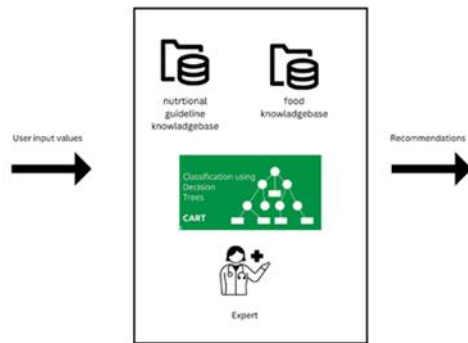 nutrtional
guideline
knowladgebase
food
knowladgebase
User input values
Recommendations
Classification using
Decision
Trees
CART
Expert